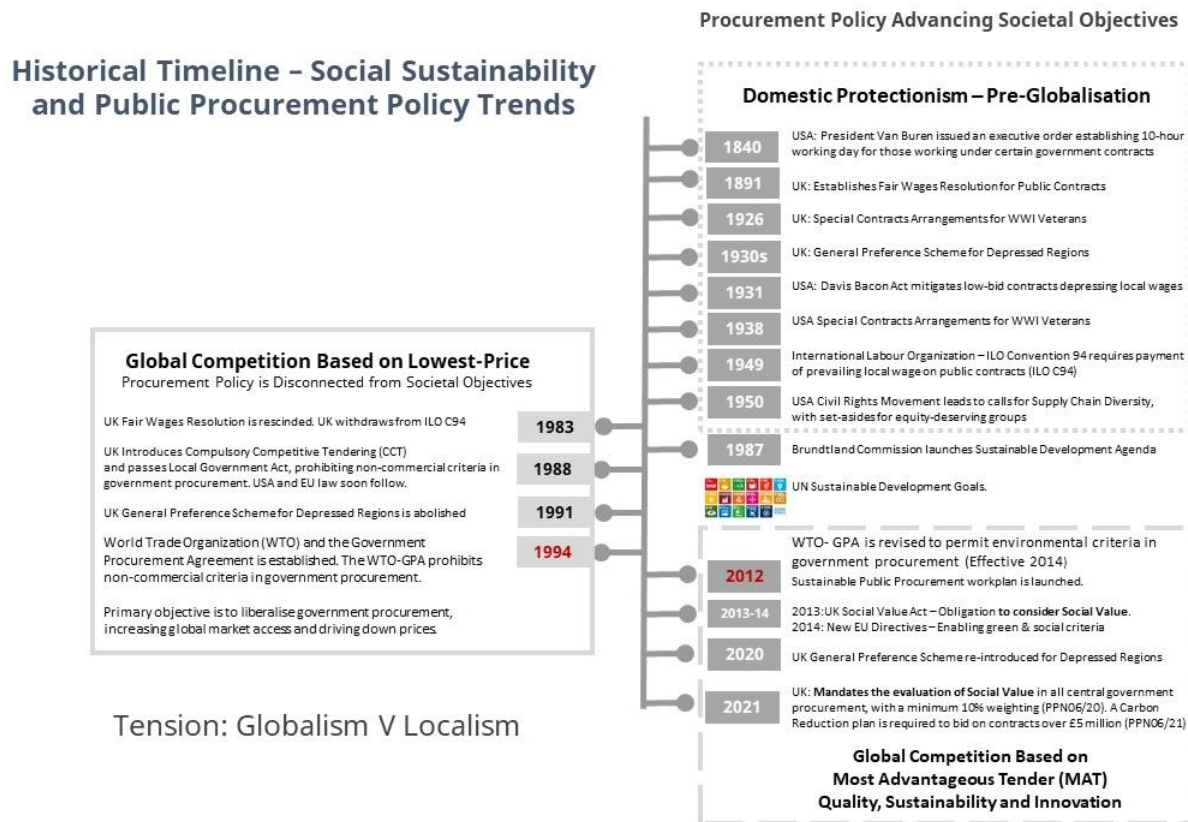 Procurement Policy Advancing Societal Objectives
Historical Timeline – Social Sustainability
and Public Procurement Policy Trends
Domestic Protectionism – Pre-Globalisation
1840
USA: President Van Buren issued an executive order establishing 10-hour
working day for those working under certain government contracts
1891
UK: Establishes Fair Wages Resolution for Public Contracts
1926
UK: Special Contracts Arrangements for WWI Veterans
1930s
UK: General Preference Scheme for Depressed Regions
1931
USA: Davis Bacon Act mitigates low-bid contracts depressing local wages
1938
USA Special Contracts Arrangements for WWI Veterans
1949
International Labour Organization – ILO Convention 94 requires payment
of prevailing local wage on public contracts (ILO C94)
1950
USA Civil Rights Movement leads to calls for Supply Chain Diversity,
with set-asides for equity-deserving groups
Global Competition Based on Lowest-Price
Procurement Policy is Disconnected from Societal Objectives
UK Fair Wages Resolution is rescinded. UK withdraws from ILO C94
1983
UK Introduces Compulsory Competitive Tendering (CCT)
and passes Local Government Act, prohibiting non-commercial criteria in
government procurement. USA and EU law soon follow.
1988
UK General Preference Scheme for Depressed Regions is abolished
1991
World Trade Organization (WTO) and the Government
Procurement Agreement is established. The WTO-GPA prohibits
non-commercial criteria in government procurement.
1994
Primary objective is to liberalise government procurement,
increasing global market access and driving down prices.
1987
Brundtland Commission launches Sustainable Development Agenda
UN Sustainable Development Goals.
WTO- GPA is revised to permit environmental criteria in
government procurement (Effective 2014)
2012
Sustainable Public Procurement workplan is launched.
2013-14
2013:UK Social Value Act – Obligation to consider Social Value.
2014: New EU Directives – Enabling green & social criteria
2020
UK General Preference Scheme re-introduced for Depressed Regions
2021
UK: Mandates the evaluation of Social Value in all central government
procurement, with a minimum 10% weighting (PPN06/20). A Carbon
Reduction plan is required to bid on contracts over £5 million (PPN06/21)
Tension: Globalism V Localism
Global Competition Based on
Most Advantageous Tender (MAT)
Quality, Sustainability and Innovation